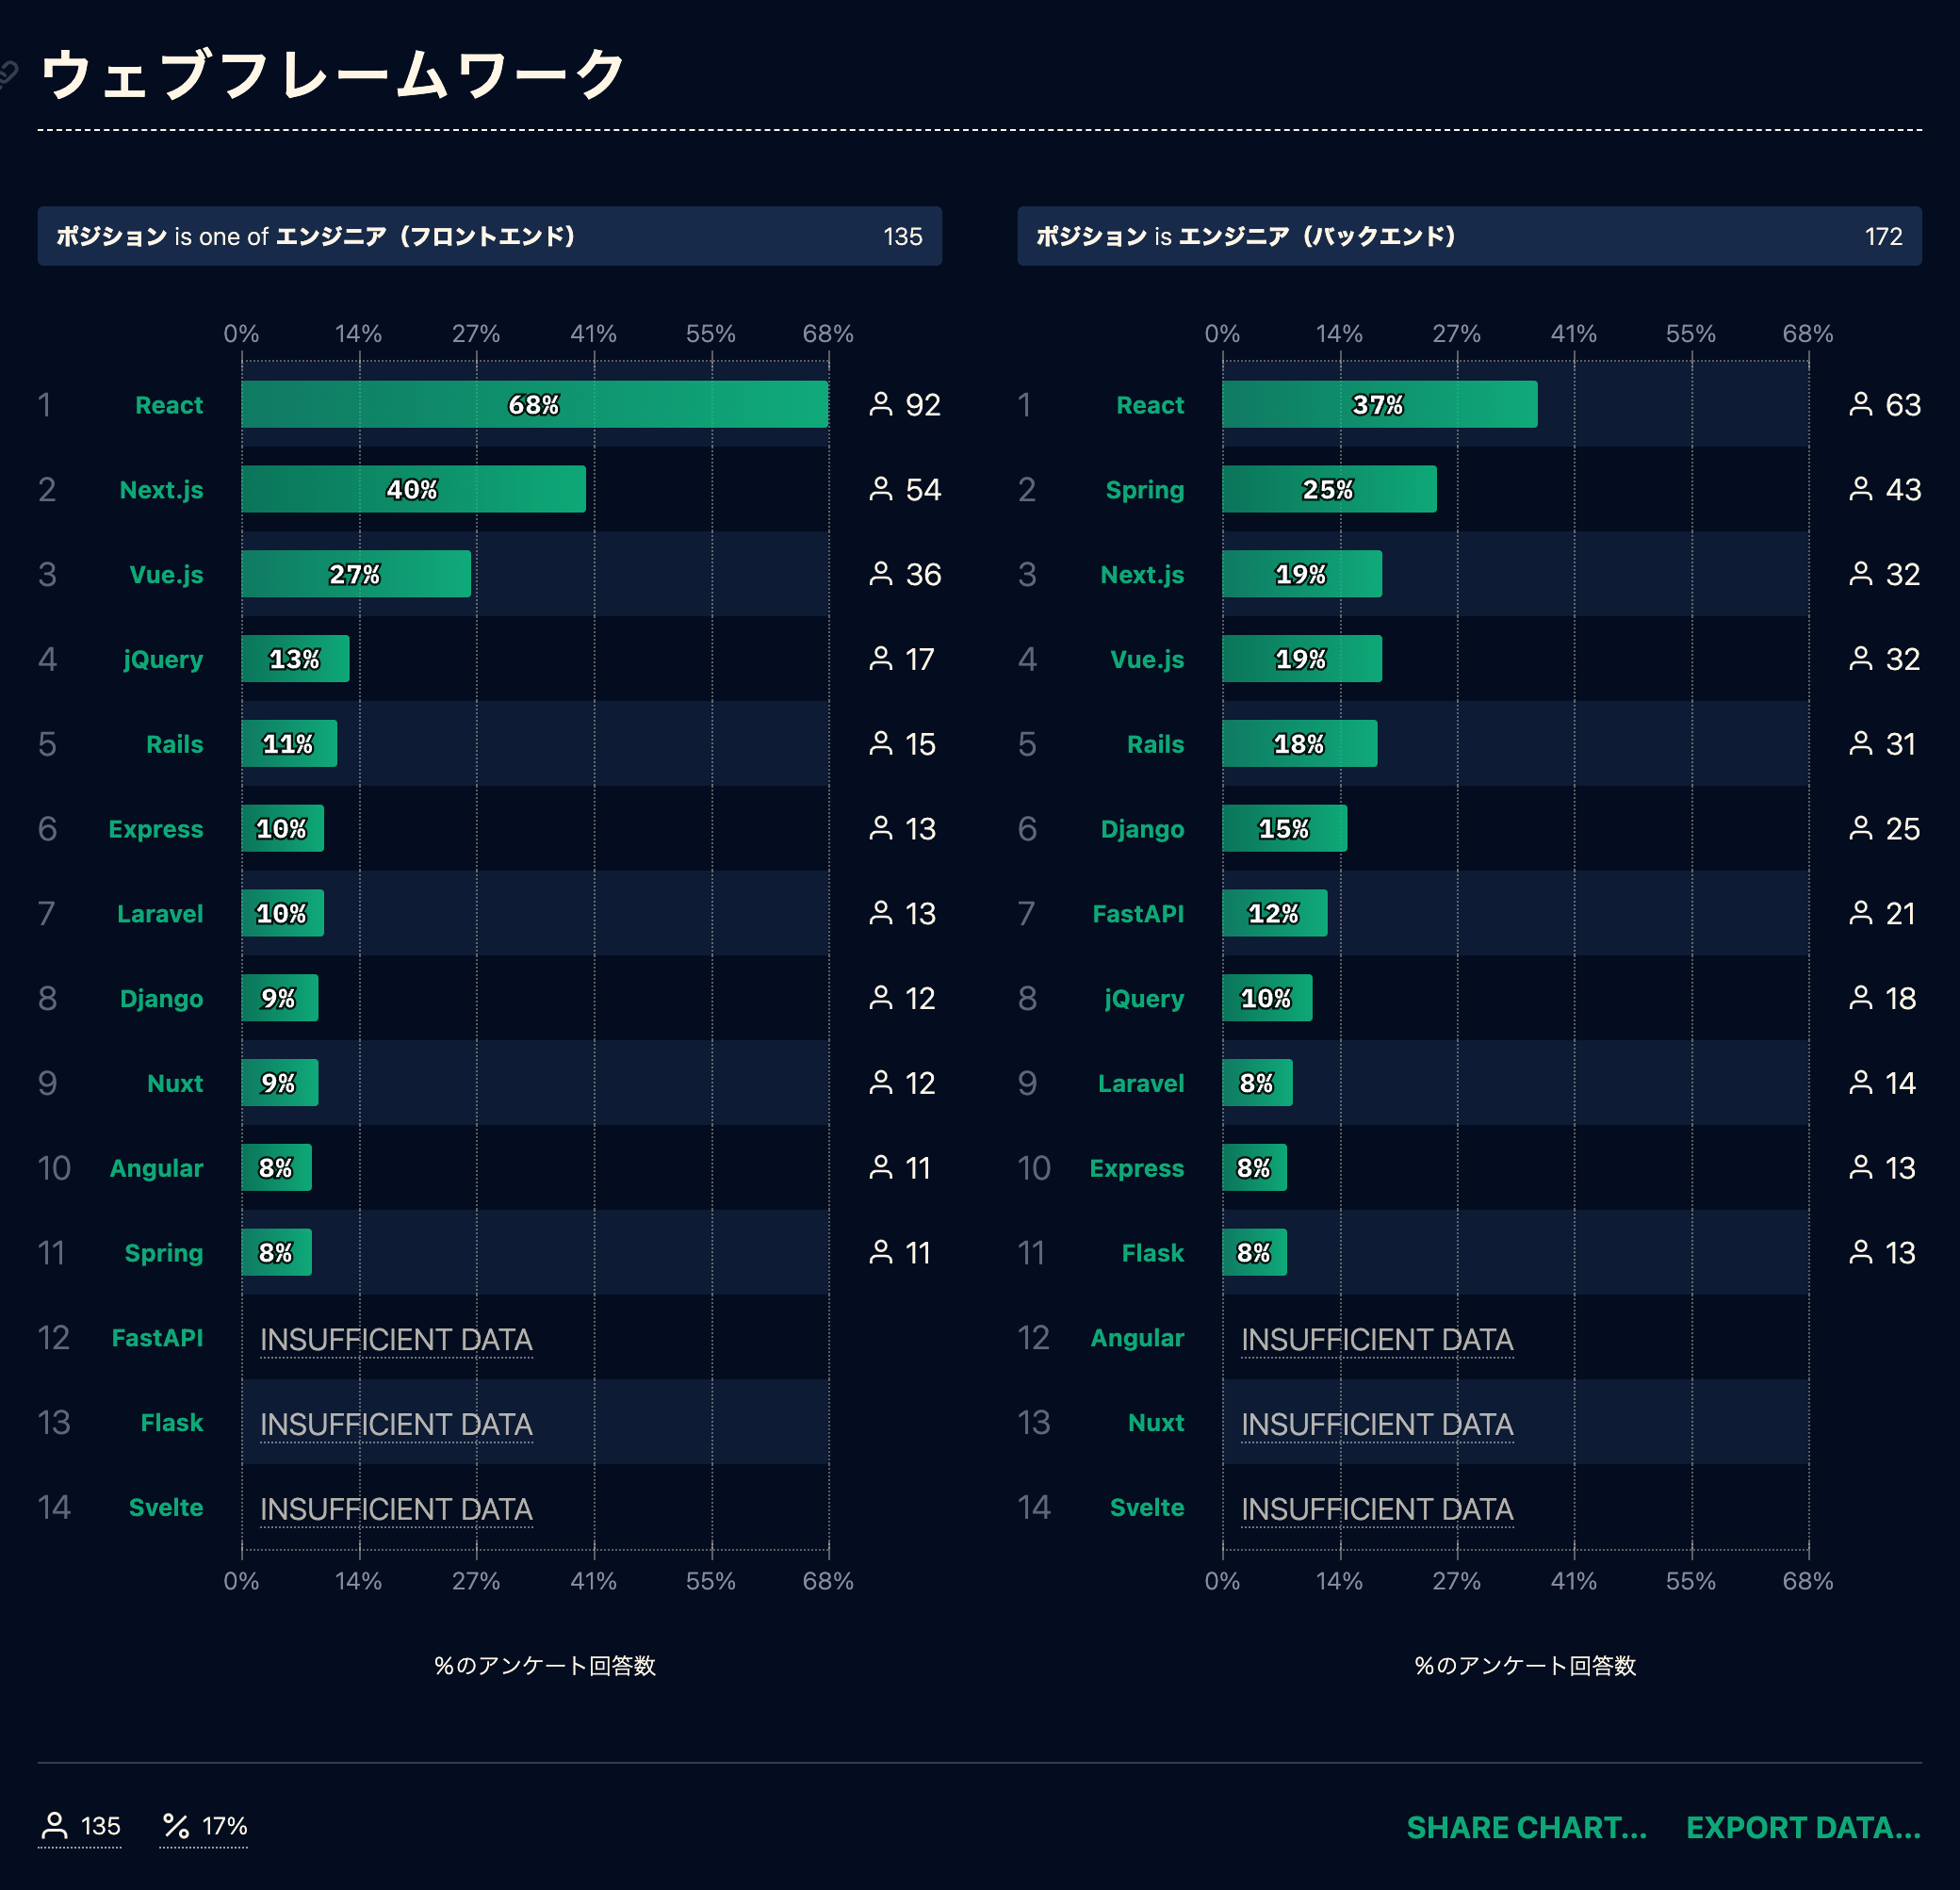 ウェブフレームワーク
ポジション is one of エンジニア（フロントエンド） 135
0% 14% 27% 41% 55% 68%
1 React 68% 92
2 Next.js 40% 54
3 Vue.js 27% 36
4 jQuery 13% 17
5 Rails 11% 15
6 Express 10% 13
7 Laravel 10% 13
8 Django 9% 12
9 Nuxt 9% 12
10 Angular 8% 11
11 Spring 8% 11
12 FastAPI INSUFFICIENT DATA
13 Flask INSUFFICIENT DATA
14 Svelte INSUFFICIENT DATA
0% 14% 27% 41% 55% 68%
%のアンケート回答数
ポジション is エンジニア（バックエンド） 172
0% 14% 27% 41% 55% 68%
1 React 37% 63
2 Spring 25% 43
3 Next.js 19% 32
4 Vue.js 19% 32
5 Rails 18% 31
6 Django 15% 25
7 FastAPI 12% 21
8 jQuery 10% 18
9 Laravel 8% 14
10 Express 8% 13
11 Flask 8% 13
12 Angular INSUFFICIENT DATA
13 Nuxt INSUFFICIENT DATA
14 Svelte INSUFFICIENT DATA
0% 14% 27% 41% 55% 68%
%のアンケート回答数
135 % 17%
SHARE CHART... EXPORT DATA...